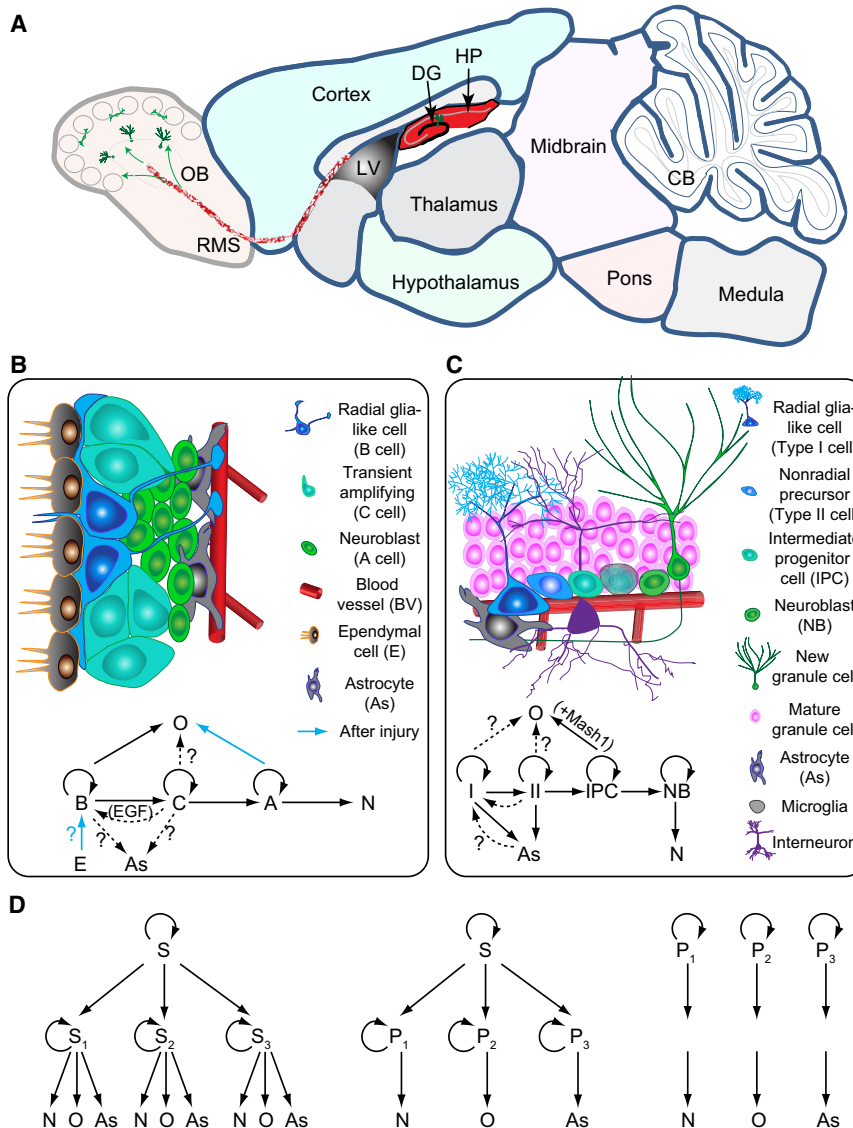 A
Cortex
DG
HP
OB
LV
RMS
Thalamus
Hypothalamus
Midbrain
CB
Pons
Medula
B
Radial glia-
like cell
(B cell)
Transient
amplifying
(C cell)
Neuroblast
(A cell)
Blood
vessel (BV)
Ependymal
cell (E)
Astrocyte
(As)
After injury
O
?
B
(EGF)
C
A
N
?
?
?
E
As
C
Radial glia-
like cell
(Type I cell)
Nonradial
precursor
(Type II cell)
Intermediate
progenitor
cell (IPC)
Neuroblast
(NB)
New
granule cell
Mature
granule cell
Astrocyte
(As)
Microglia
Interneuron
?
O
(+Mash1)
?
I
II
IPC
NB
?
As
N
D
S
S1
S2
S3
N O As
N O As
N O As
S
P1
P2
P3
N
O
As
P1
P2
P3
N
O
As